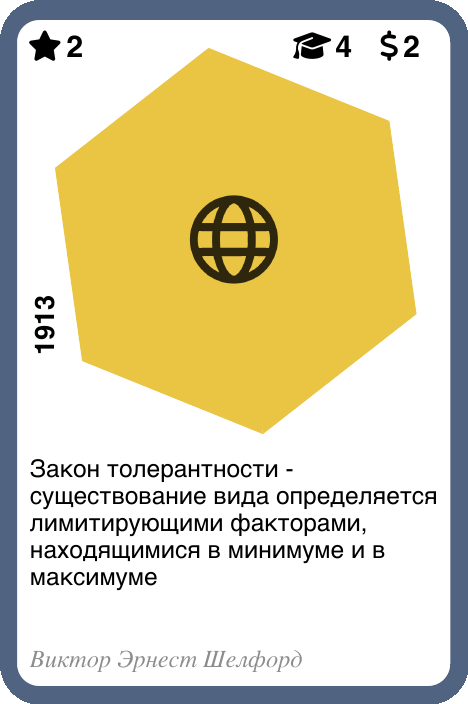 2 4 $2
1913
Закон толерантности -
существование вида определяется
лимитирующими факторами,
находящимися в минимуме и в
максимуме
Виктор Эрнест Шелфорд